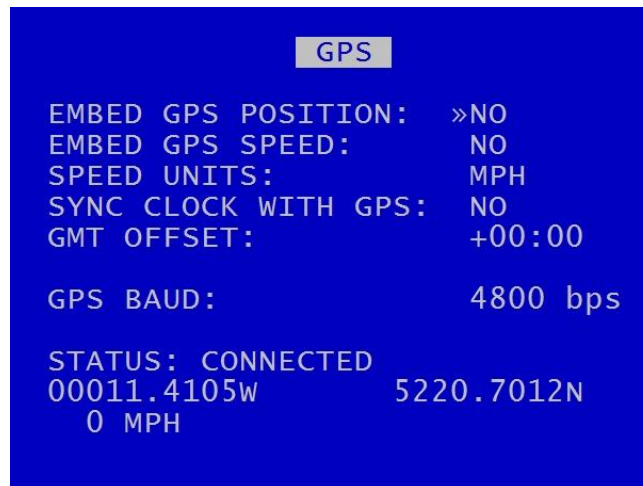 GPS
EMBED GPS POSITION: »NO
EMBED GPS SPEED: NO
SPEED UNITS: MPH
SYNC CLOCK WITH GPS: NO
GMT OFFSET: +00:00
GPS BAUD: 4800 bps
STATUS: CONNECTED
00011.4105W 5220.7012N
0 MPH